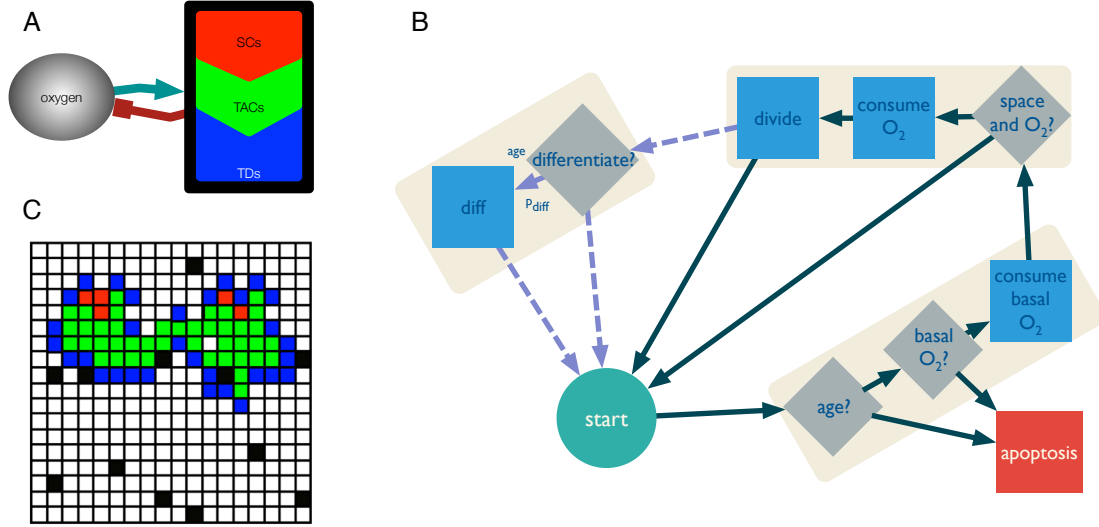 A
oxygen
SCs
TACs
TDs
B
age
differentiate?
diff
Pdiff
divide
consume
O2
space
and O2?
consume
basal
O2
basal
O2?
age?
start
apoptosis
C